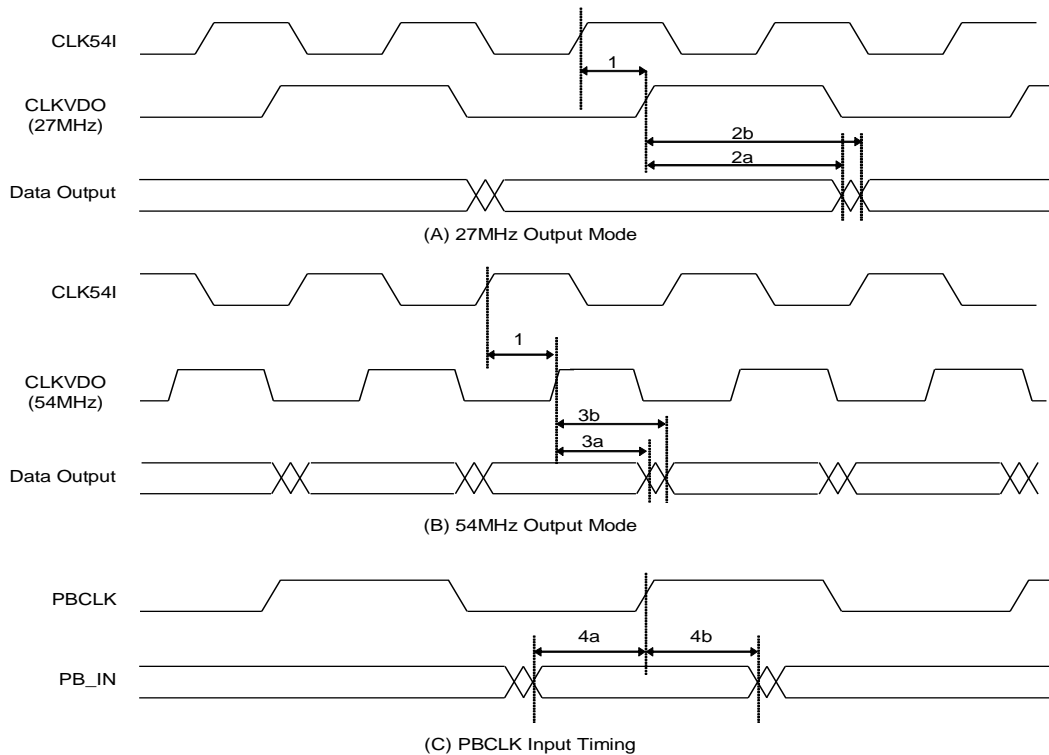 CLK54I
1
CLKVDO
(27MHz)
2b
2a
Data Output
(A) 27MHz Output Mode
CLK54I
1
CLKVDO
(54MHz)
3b
3a
Data Output
(B) 54MHz Output Mode
PBCLK
4a 4b
PB_IN
(C) PBCLK Input Timing